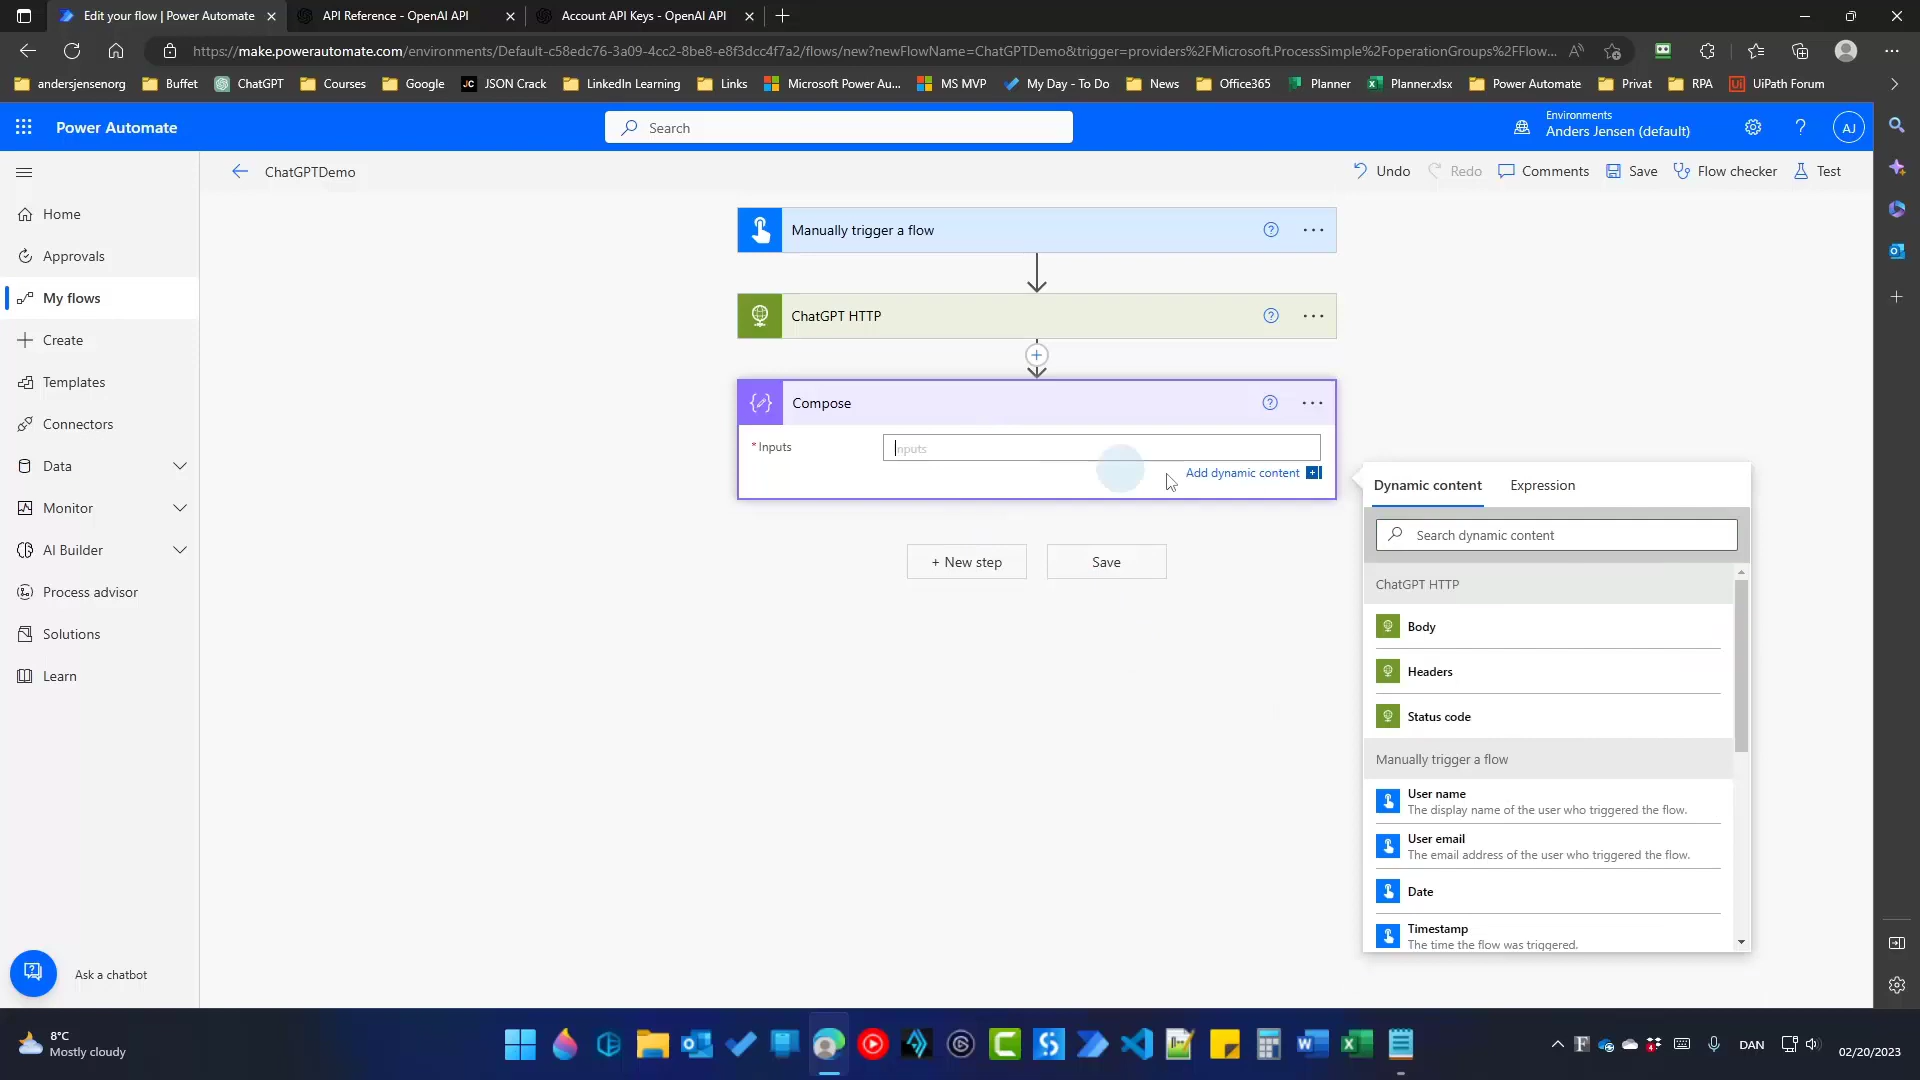 Edit your flow | Power Automate
API Reference - OpenAI API
Account API Keys - OpenAI API
https://make.powerautomate.com/environments/Default-c58edc76-3a09-4cc2-8be8-e8f3dcc4f7a2/flows/new?newFlowName=ChatGPTDemo&trigger=providers%2FMicrosoft.ProcessSimple%2FoperationGroups%2FFlow...
andersjensenorg
Buffet
ChatGPT
Courses
Google
JC JSON Crack
LinkedIn Learning
Links
Microsoft Power Au...
MS MVP
My Day - To Do
News
Office365
Planner
Planner.xlsx
Power Automate
Privat
RPA
Ui UiPath Forum
Power Automate
Search
Environments
Anders Jensen (default)
?
AJ
ChatGPTDemo
Undo
Redo
Comments
Save
Flow checker
Test
Home
Approvals
My flows
Create
Templates
Connectors
Data
Monitor
AI Builder
Process advisor
Solutions
Learn
Ask a chatbot
Manually trigger a flow
ChatGPT HTTP
Compose
* Inputs
Inputs
Add dynamic content
+ New step
Save
Dynamic content
Expression
Search dynamic content
ChatGPT HTTP
Body
Headers
Status code
Manually trigger a flow
User name
The display name of the user who triggered the flow.
User email
The email address of the user who triggered the flow.
Date
Timestamp
The time the flow was triggered.
8°C
Mostly cloudy
DAN
02/20/2023